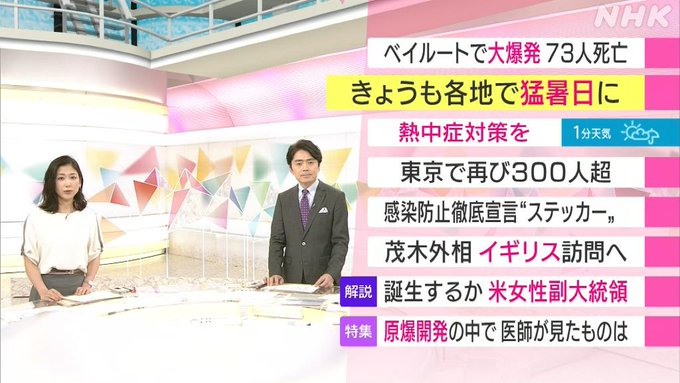 NHK
ベイルートで大爆発 73人死亡
きょうも各地で猛暑日に
熱中症対策を
1分天気
東京で再び300人超
感染防止徹底宣言“ステッカー„
茂木外相 イギリス訪問へ
解説 誕生するか 米女性副大統領
特集 原爆開発の中で 医師が見たものは